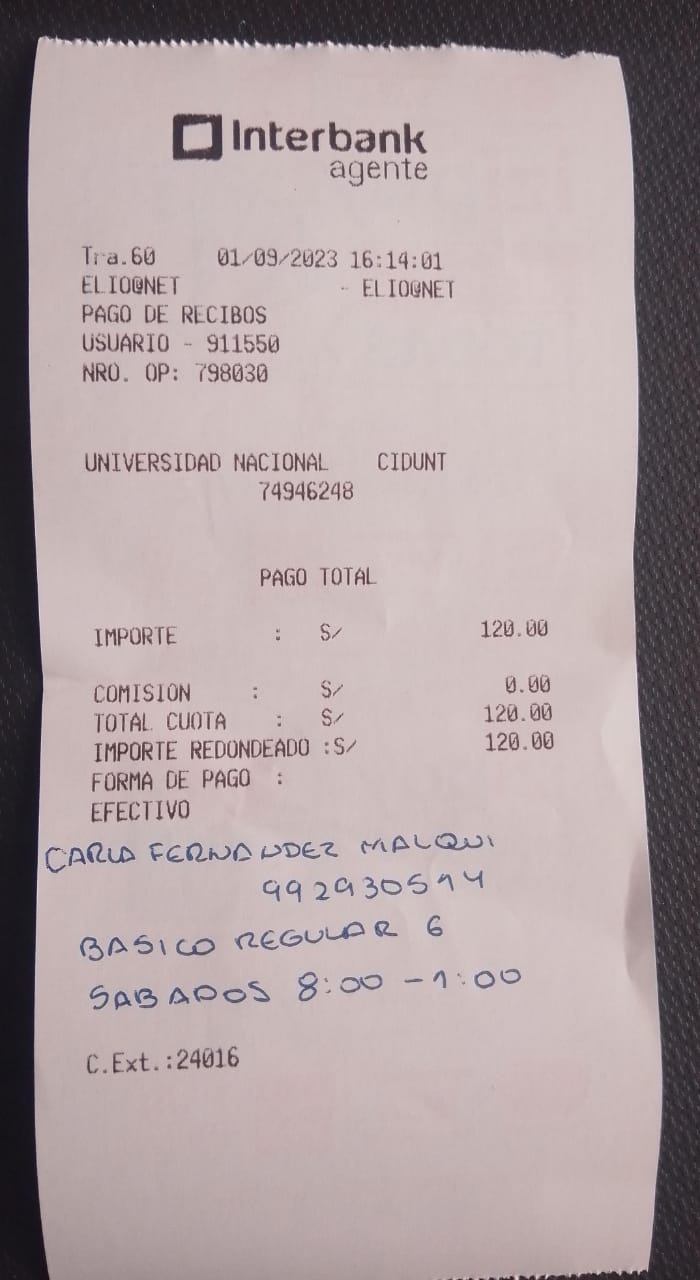 Interbank
agente
Tra.60 01/09/2023 16:14:01
ELIO@NET - ELIO@NET
PAGO DE RECIBOS
USUARIO - 911550
NRO. OP: 798030
UNIVERSIDAD NACIONAL CIDUNT
74946248
PAGO TOTAL
IMPORTE : S/ 120.00
COMISION : S/ 0.00
TOTAL CUOTA : S/ 120.00
IMPORTE REDONDEADO :S/ 120.00
FORMA DE PAGO :
EFECTIVO
CARLA FERNANDEZ MALQUI
992930594
BASICO REGULAR 6
SABADOS 8:00 - 1:00
C.Ext.:24016